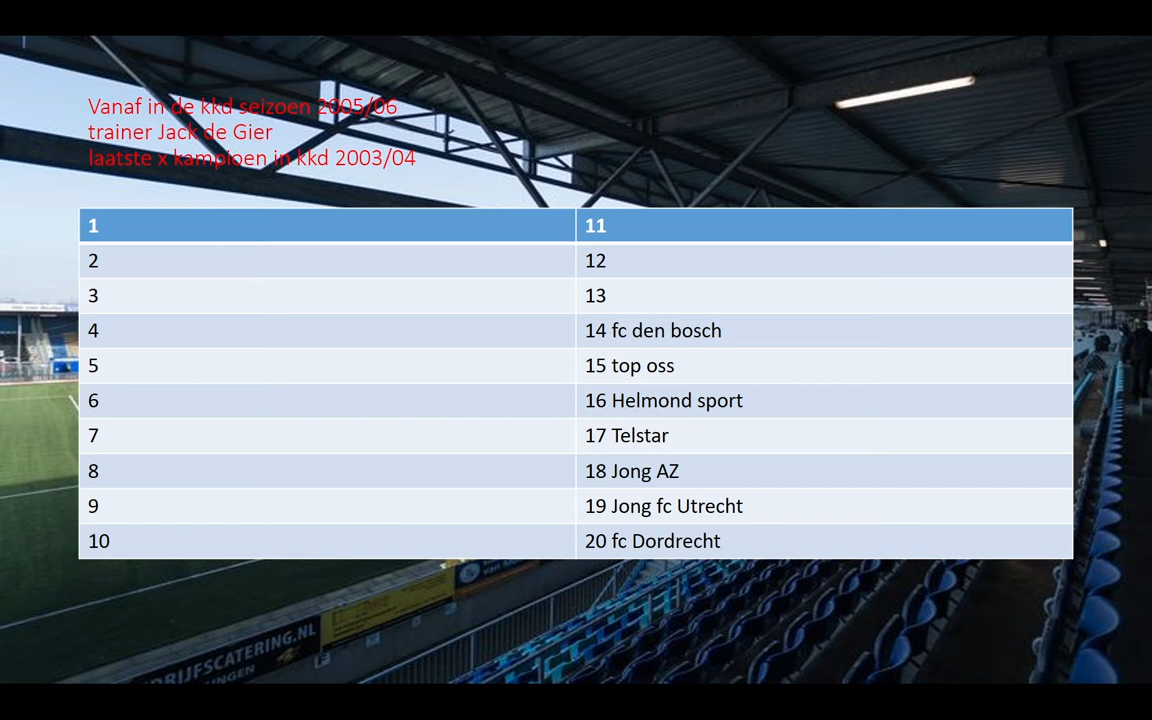 Vanaf in de kkd seizoen 2005/06
trainer Jack de Gier
laatste x kampioen in kkd 2003/04
1 11
2 12
3 13
4 14 fc den bosch
5 15 top oss
6 16 Helmond sport
7 17 Telstar
8 18 Jong AZ
9 19 Jong fc Utrecht
10 20 fc Dordrecht
DRIJFSCATERING.NL